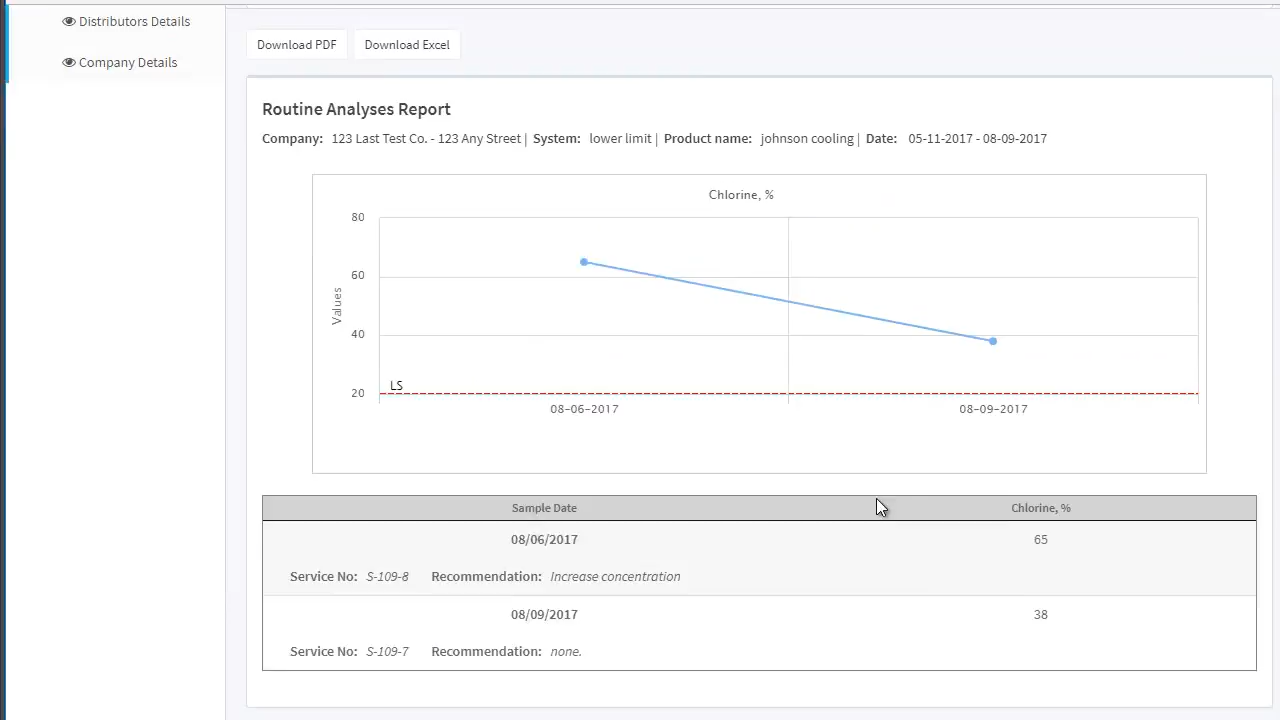 Distributors Details
Company Details
Download PDF Download Excel
Routine Analyses Report
Company: 123 Last Test Co. - 123 Any Street | System: lower limit | Product name: johnson cooling | Date: 05-11-2017 - 08-09-2017
Chlorine, %
80
60
40
20
Values
LS
08-06-2017 08-09-2017
Sample Date Chlorine, %
08/06/2017 65
Service No: S-109-8 Recommendation: Increase concentration
08/09/2017 38
Service No: S-109-7 Recommendation: none.